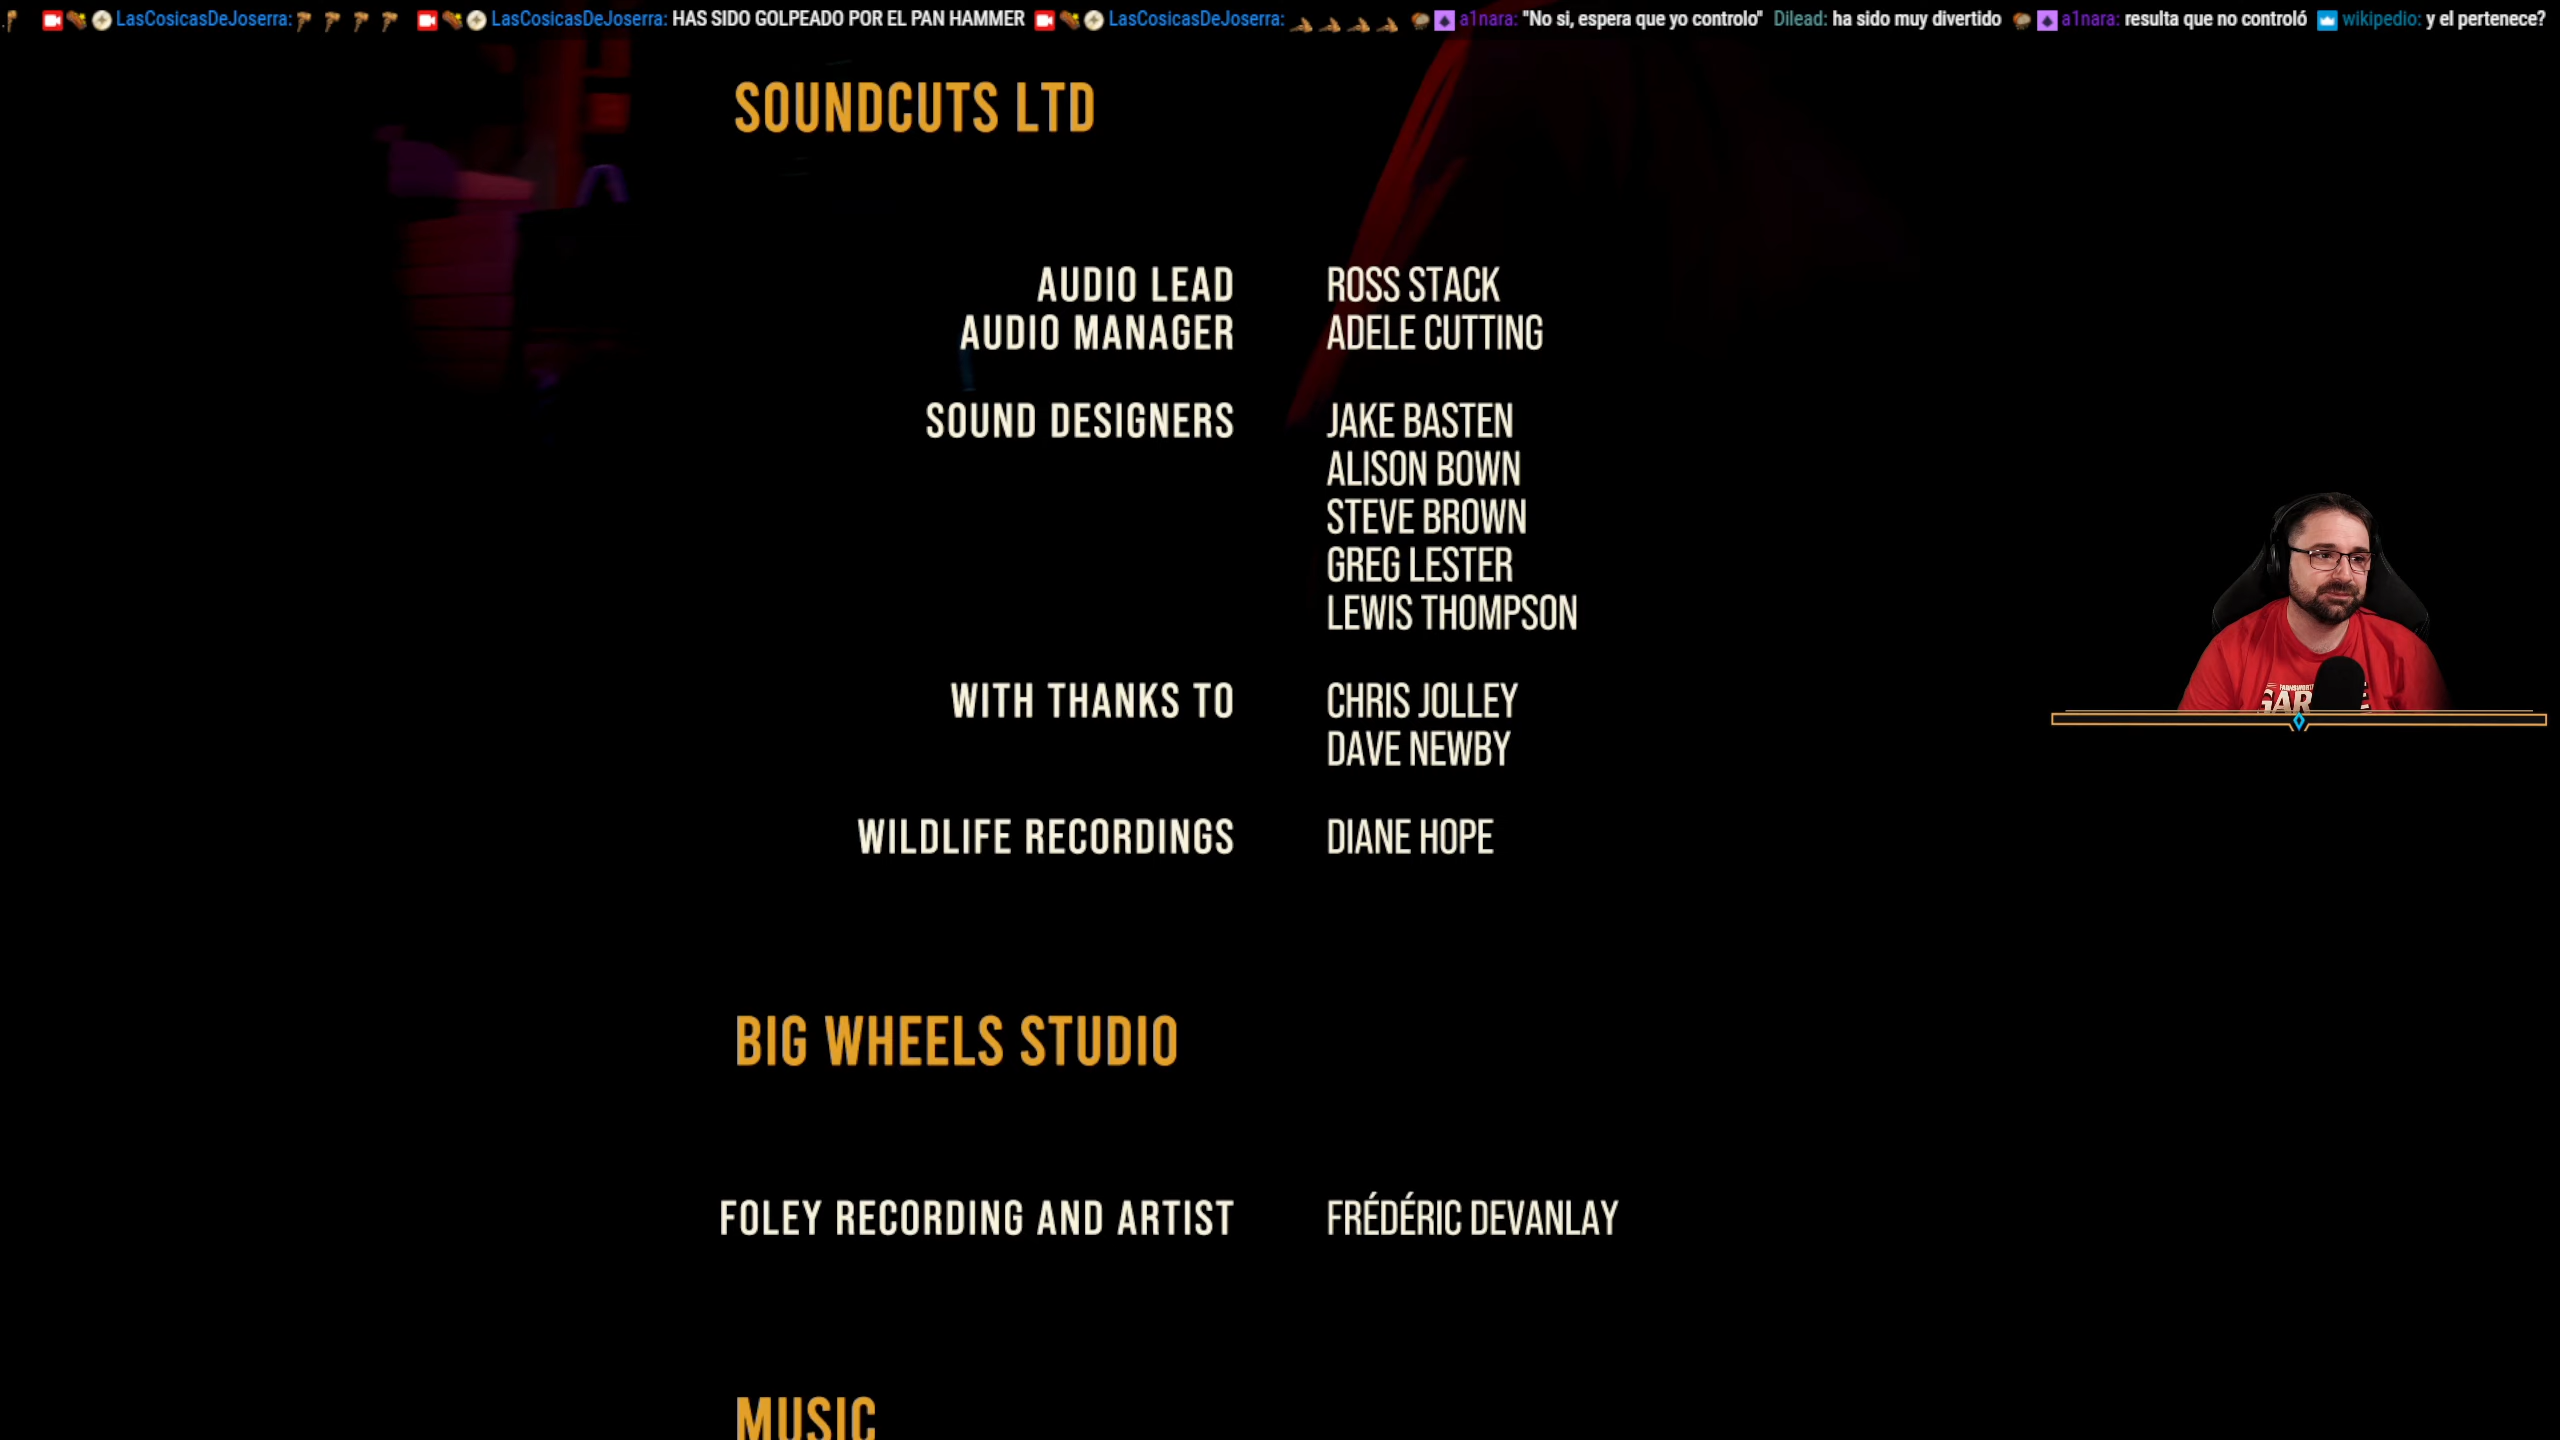 LasCosicasDeJoserra: LasCosicasDeJoserra: HAS SIDO GOLPEADO POR EL PAN HAMMER LasCosicasDeJoserra: a1nara: "No si, espera que yo controlo" Dilead: ha sido muy divertido a1nara: resulta que no controló wikipedio: y el pertenece?
SOUNDCUTS LTD
AUDIO LEAD ROSS STACK
AUDIO MANAGER ADELE CUTTING
SOUND DESIGNERS JAKE BASTEN
ALISON BOWN
STEVE BROWN
GREG LESTER
LEWIS THOMPSON
WITH THANKS TO CHRIS JOLLEY
DAVE NEWBY
WILDLIFE RECORDINGS DIANE HOPE
BIG WHEELS STUDIO
FOLEY RECORDING AND ARTIST FRÉDÉRIC DEVANLAY
MUSIC